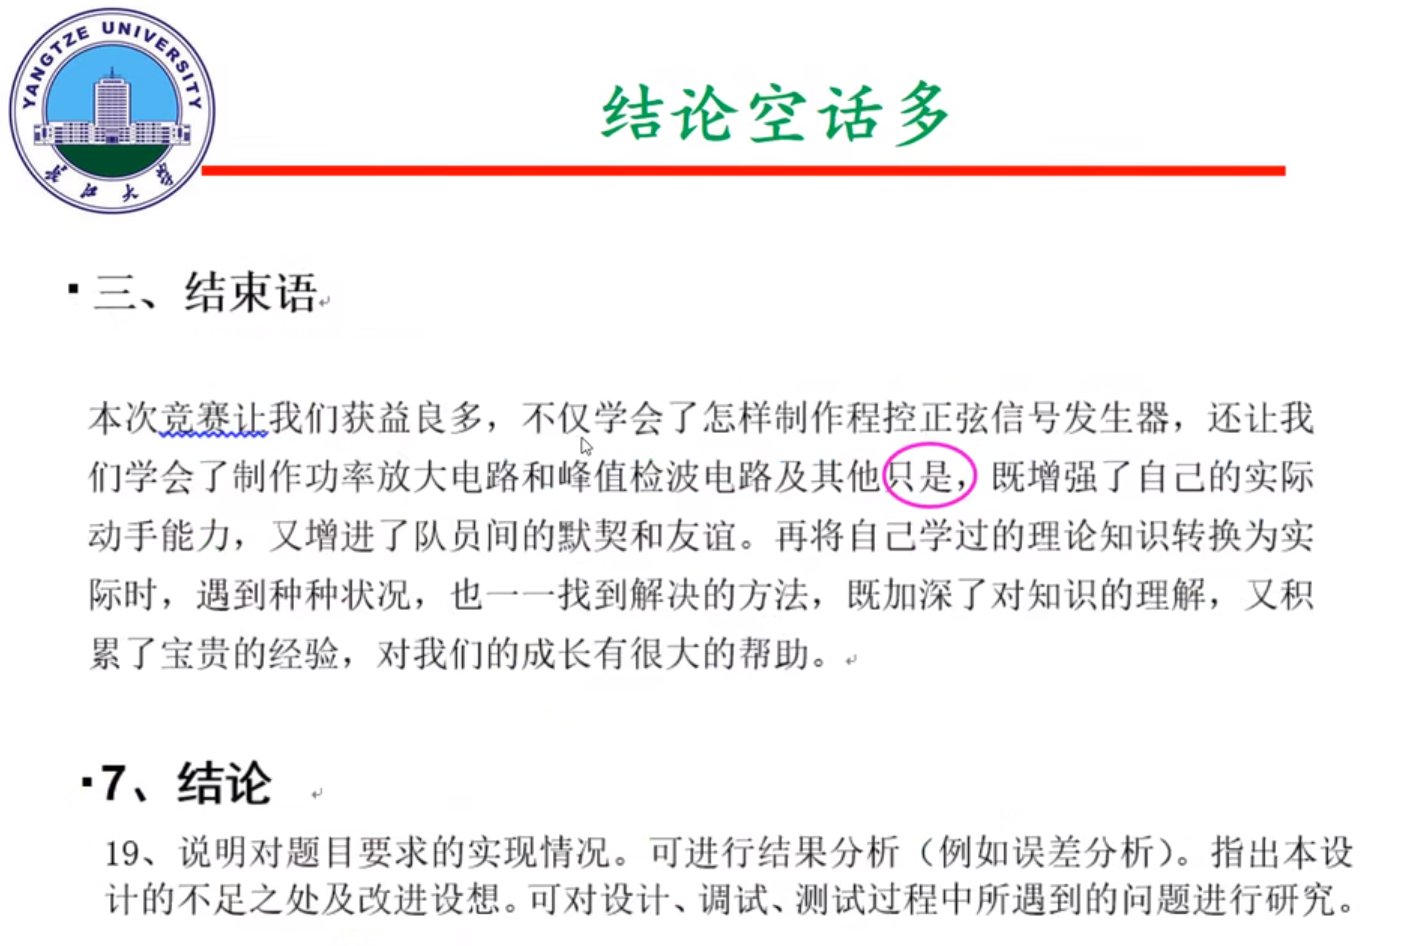 YANGTZE UNIVERSITY
长江大学
结论空话多
三、结束语
本次竞赛让我们获益良多，不仅学会了怎样制作程控正弦信号发生器，还让我
们学会了制作功率放大电路和峰值检波电路及其他只是，既增强了自己的实际
动手能力，又增进了队员间的默契和友谊。再将自己学过的理论知识转换为实
际时，遇到种种状况，也一一找到解决的方法，既加深了对知识的理解，又积
累了宝贵的经验，对我们的成长有很大的帮助。
7、结论
19、说明对题目要求的实现情况。可进行结果分析（例如误差分析）。指出本设
计的不足之处及改进设想。可对设计、调试、测试过程中所遇到的问题进行研究。